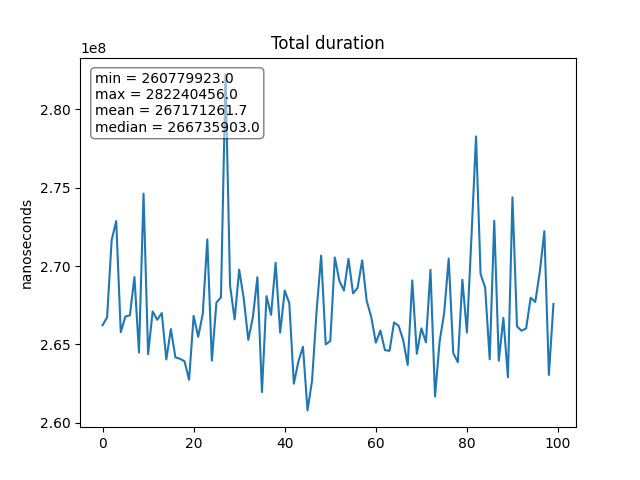 Total duration
1e8
min = 260779923.0
max = 282240456.0
mean = 267171261.7
median = 266735903.0
2.80
2.75
2.70
2.65
2.60
nanoseconds
0 20 40 60 80 100